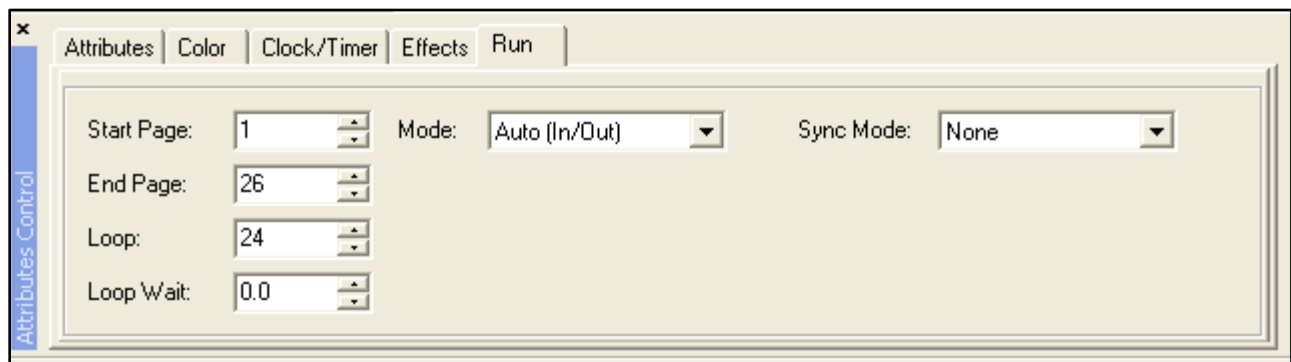 ×
Attributes Color Clock/Timer Effects Run
Start Page: 1 Mode: Auto (In/Out) Sync Mode: None
End Page: 26
Loop: 24
Loop Wait: 0.0
Attributes Control